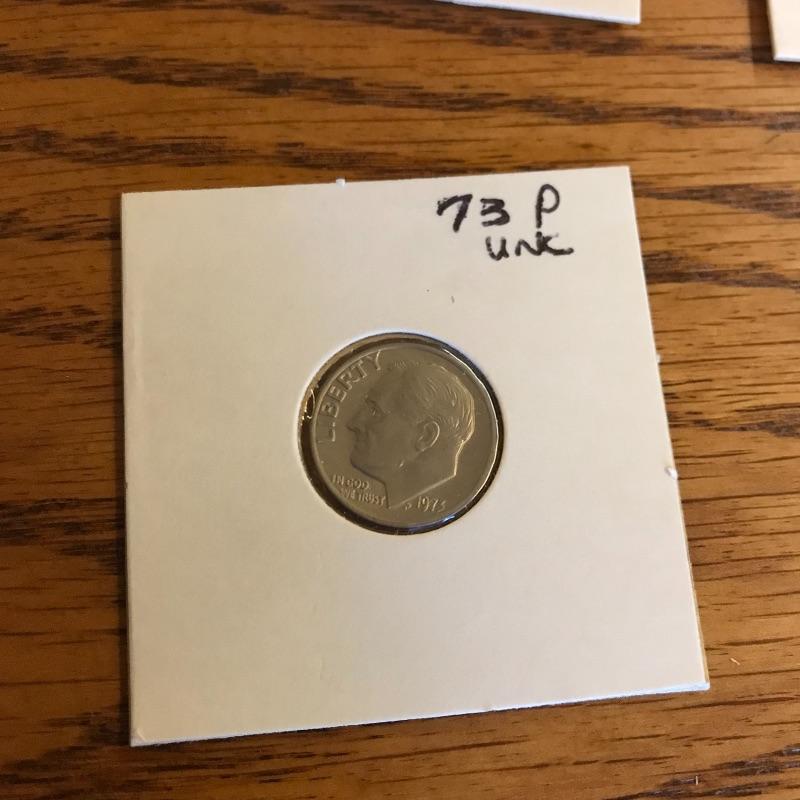 73 P
UNC
LIBERTY
IN GOD
WE TRUST
1973